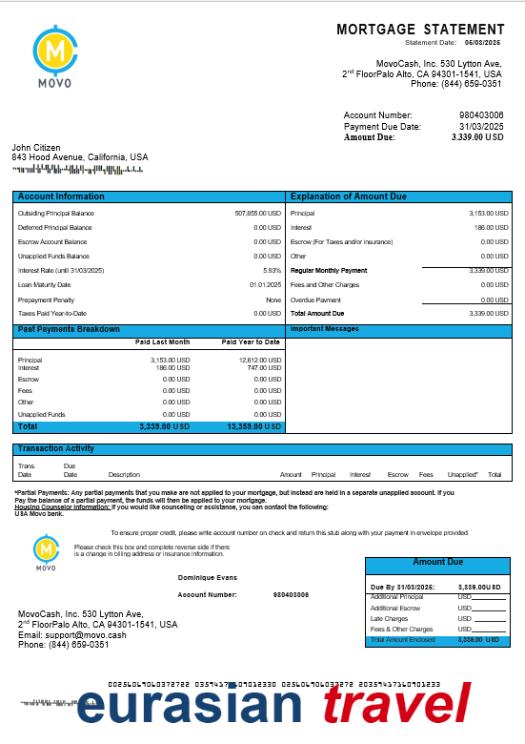 M
MOVO
MORTGAGE STATEMENT
Statement Date: 06/03/2025
MovoCash, Inc. 530 Lytton Ave,
2nd FloorPalo Alto, CA 94301-1541, USA
Phone: (844) 659-0351
Account Number: 980403006
Payment Due Date: 31/03/2025
Amount Due: 3.339.00 USD
John Citizen
843 Hood Avenue, California, USA
Account Information
Outsiding Principal Balance 507,855.00 USD
Deferred Principal Balance 0.00 USD
Escrow Account Balance 0.00 USD
Unapplied Funds Balance 0.00 USD
Interest Rate (until 31/03/2025) 5.93%
Loan Maturity Date 01.01.2025
Prepayment Penalty None
Taxes Paid Year-to-Date 0.00 USD
Explanation of Amount Due
Principal 3,153.00 USD
Interest 186.00 USD
Escrow (For Taxes and/or insurance) 0.00 USD
Other 0.00 USD
Regular Monthly Payment 3,339.00 USD
Fees and Other Charges 0.00 USD
Overdue Payment 0.00 USD
Total Amount Due 3,339.00 USD
Past Payments Breakdown
Paid Last Month Paid Year to Date
Principal 3,153.00 USD 12,612.00 USD
Interest 186.00 USD 747.00 USD
Escrow 0.00 USD 0.00 USD
Fees 0.00 USD 0.00 USD
Other 0.00 USD 0.00 USD
Unapplied Funds 0.00 USD 0.00 USD
Total 3,339.00 USD 13,359.00 USD
Important Messages
Transaction Activity
Trans. Date Due Date Description Amount Principal Interest Escrow Fees Unapplied* Total
*Partial Payments: Any partial payments that you make are not applied to your mortgage, but instead are held in a separate unapplied account. If you
Pay the balance of a partial payment, the funds will then be applied to your mortgage.
Housing Counselor Information: If you would like counseling or assistance, you can contact the following:
USA Movo bank.
To ensure proper credit, please write account number on check and return this stub along with your payment in envelope provided.
M
MOVO
Please check this box and complete reverse side if there
is a change in billing address or insurance information.
Dominique Evans
Account Number: 980403006
MovoCash, Inc. 530 Lytton Ave,
2nd FloorPalo Alto, CA 94301-1541, USA
Email: support@movo.cash
Phone: (844) 659-0351
Amount Due
Due By 31/03/2025: 3,339.00USD
Additional Principal USD
Additional Escrow USD
Late Charges USD
Fees & Other Charges USD
Total Amount Enclosed 3,339.00 USD
eurasian travel